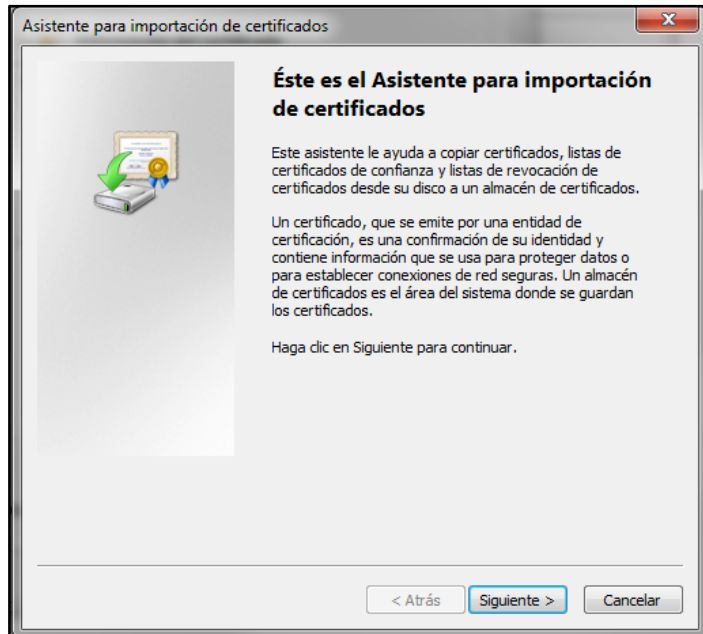 Asistente para importación de certificados
Éste es el Asistente para importación
de certificados
Este asistente le ayuda a copiar certificados, listas de
certificados de confianza y listas de revocación de
certificados desde su disco a un almacén de certificados.
Un certificado, que se emite por una entidad de
certificación, es una confirmación de su identidad y
contiene información que se usa para proteger datos o
para establecer conexiones de red seguras. Un almacén
de certificados es el área del sistema donde se guardan
los certificados.
Haga clic en Siguiente para continuar.
< Atrás
Siguiente >
Cancelar